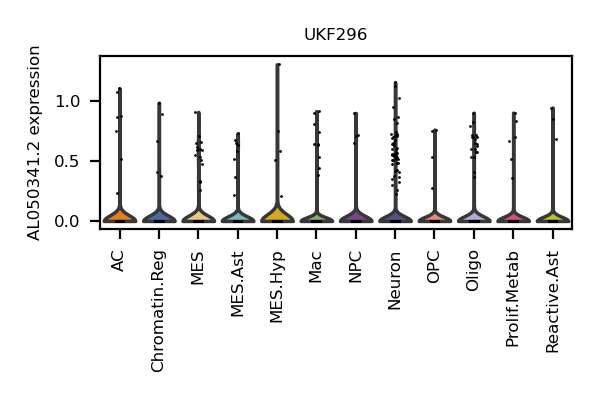 UKF296
AL050341.2 expression
1.0
0.5
0.0
AC
Chromatin.Reg
MES
MES.Ast
MES.Hyp
Mac
NPC
Neuron
OPC
Oligo
Prolif.Metab
Reactive.Ast